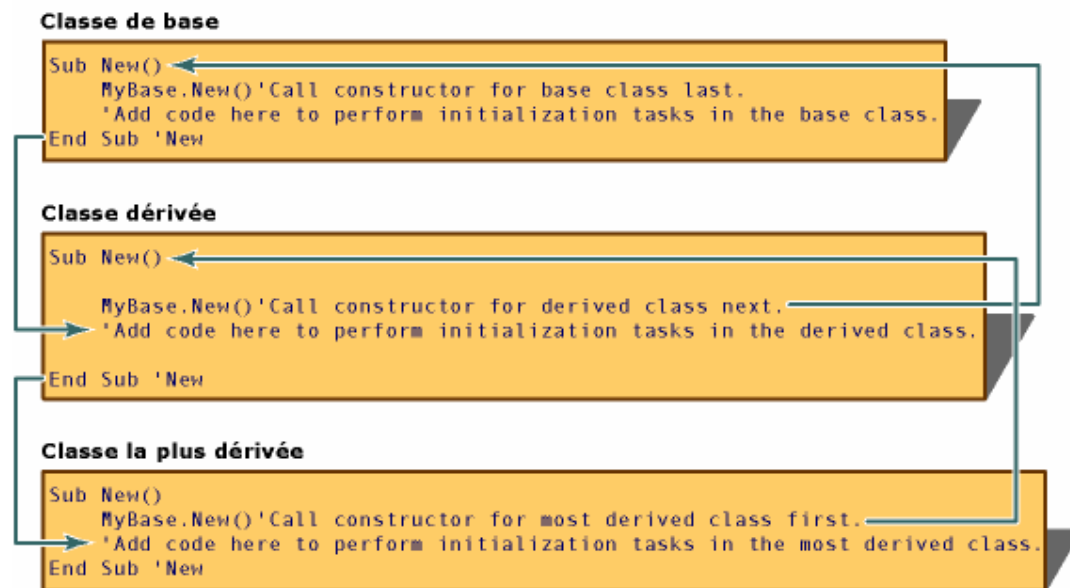 Classe de base
Sub New()
MyBase.New()'Call constructor for base class last.
'Add code here to perform initialization tasks in the base class.
End Sub 'New
Classe dérivée
Sub New()
MyBase.New()'Call constructor for derived class next.
'Add code here to perform initialization tasks in the derived class.
End Sub 'New
Classe la plus dérivée
Sub New()
MyBase.New()'Call constructor for most derived class first.
'Add code here to perform initialization tasks in the most derived class.
End Sub 'New